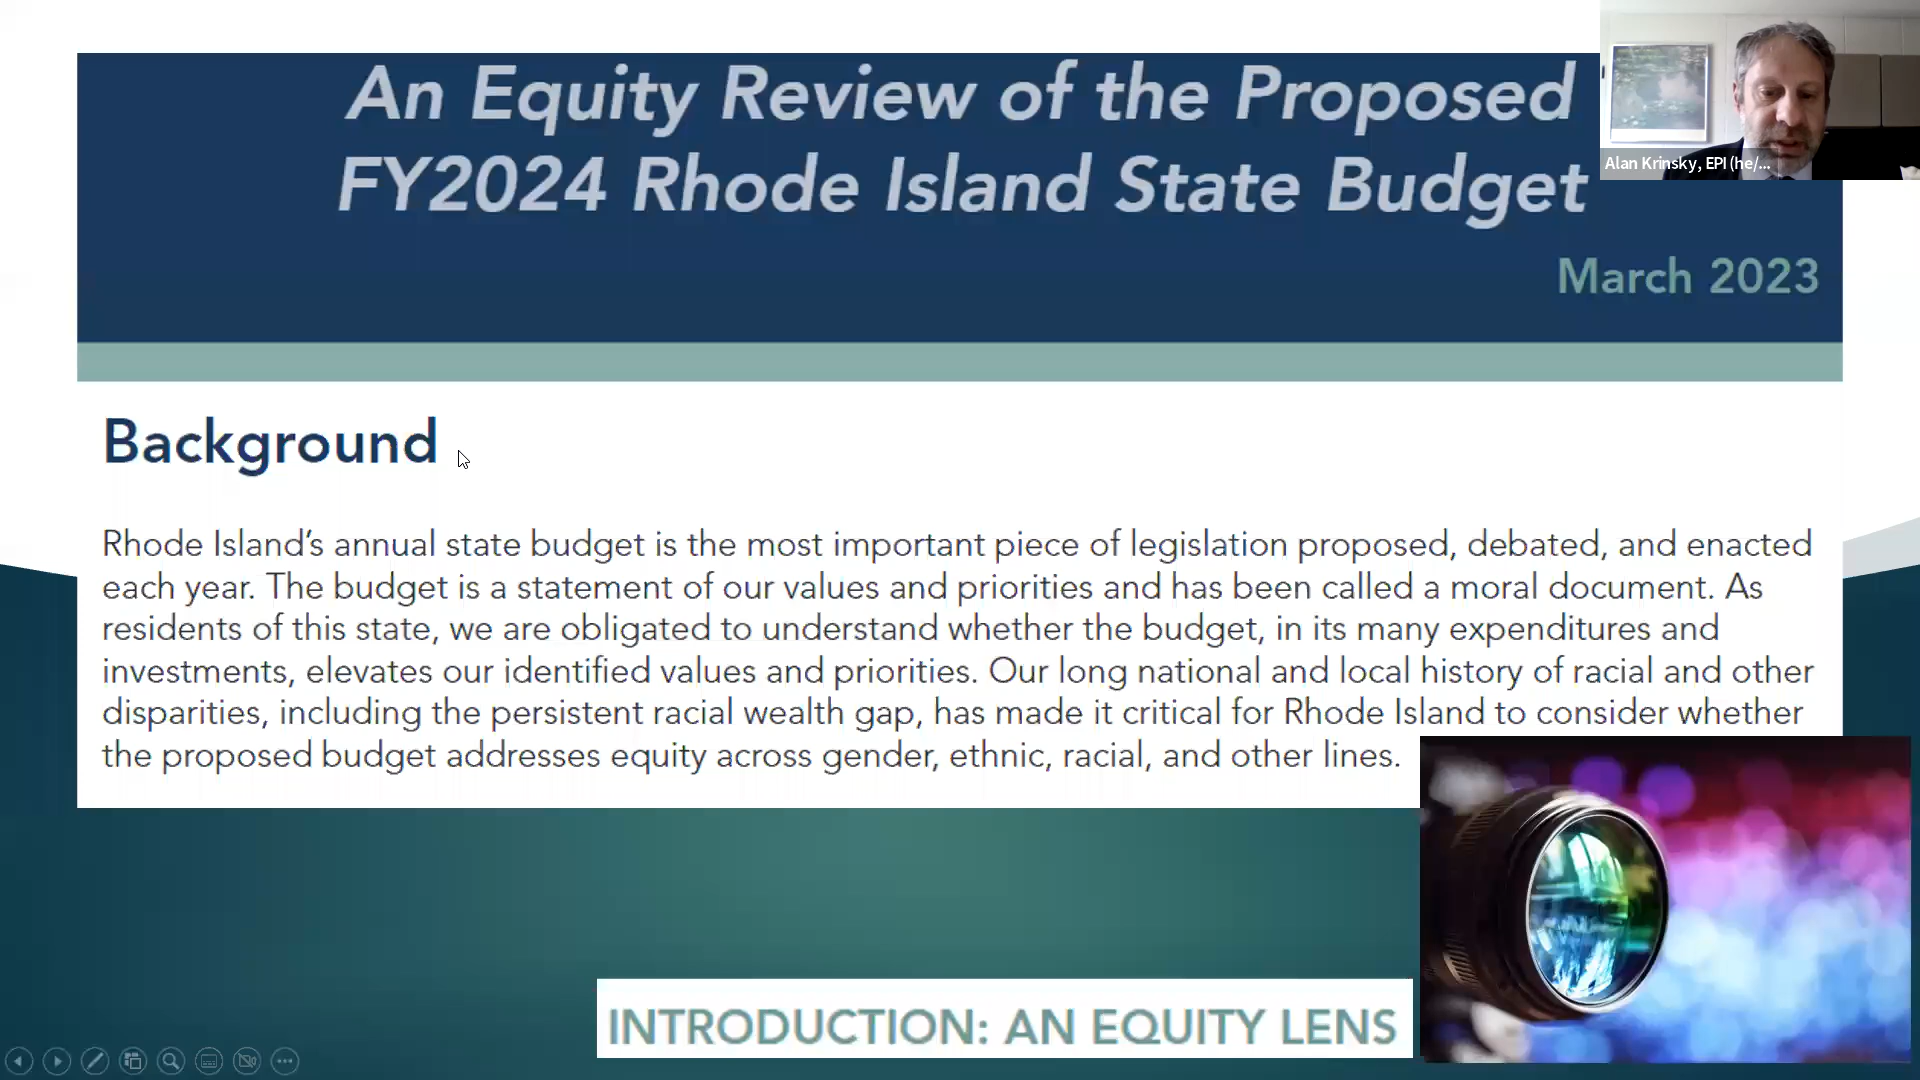 An Equity Review of the Proposed
FY2024 Rhode Island State Budget
March 2023
Alan Krinsky, EPI (he/...
Background
Rhode Island’s annual state budget is the most important piece of legislation proposed, debated, and enacted
each year. The budget is a statement of our values and priorities and has been called a moral document. As
residents of this state, we are obligated to understand whether the budget, in its many expenditures and
investments, elevates our identified values and priorities. Our long national and local history of racial and other
disparities, including the persistent racial wealth gap, has made it critical for Rhode Island to consider whether
the proposed budget addresses equity across gender, ethnic, racial, and other lines.
INTRODUCTION: AN EQUITY LENS